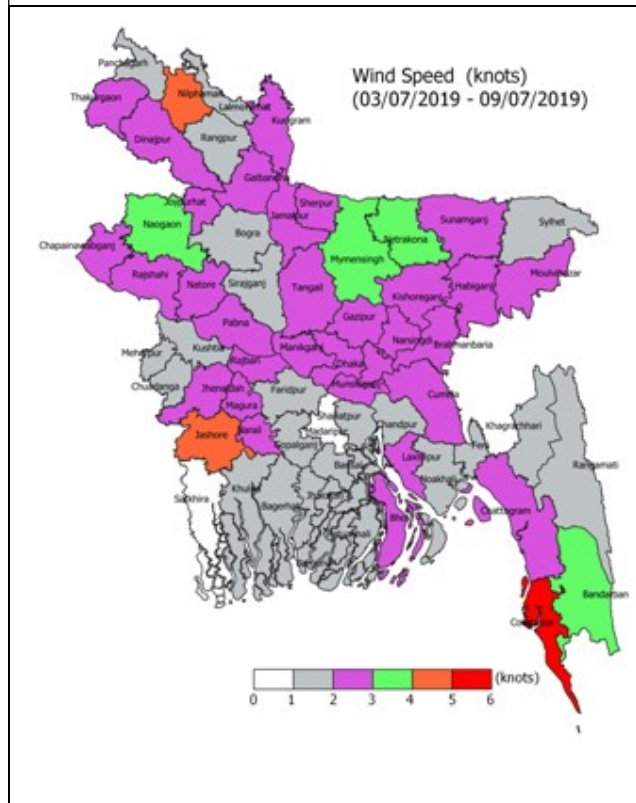 Wind Speed (knots)
(03/07/2019 - 09/07/2019)
Panchagarh
Nilphamari
Thakurgaon
Lalmonirhat
Kurigram
Dinajpur
Rangpur
Gaibandha
Joypurhat
Sherpur
Jamalpur
Naogaon
Bogra
Mymensingh
Netrakona
Sunamganj
Sylhet
Chapainawabganj
Rajshahi
Natore
Sirajganj
Tangail
Kishoreganj
Habiganj
Moulvibazar
Pabna
Gazipur
Narsingdi
Brahmanbaria
Meherpur
Kushtia
Rajbari
Manikganj
Dhaka
Chuadanga
Jhenaidah
Faridpur
Munshiganj
Cumilla
Magura
Shariatpur
Jashore
Narail
Gopalganj
Madaripur
Chandpur
Khagrachhari
Feni
Rangamati
Satkhira
Khulna
Bagerhat
Laxmipur
Noakhali
Chattogram
Bandarban
(knots)
0 1 2 3 4 5 6